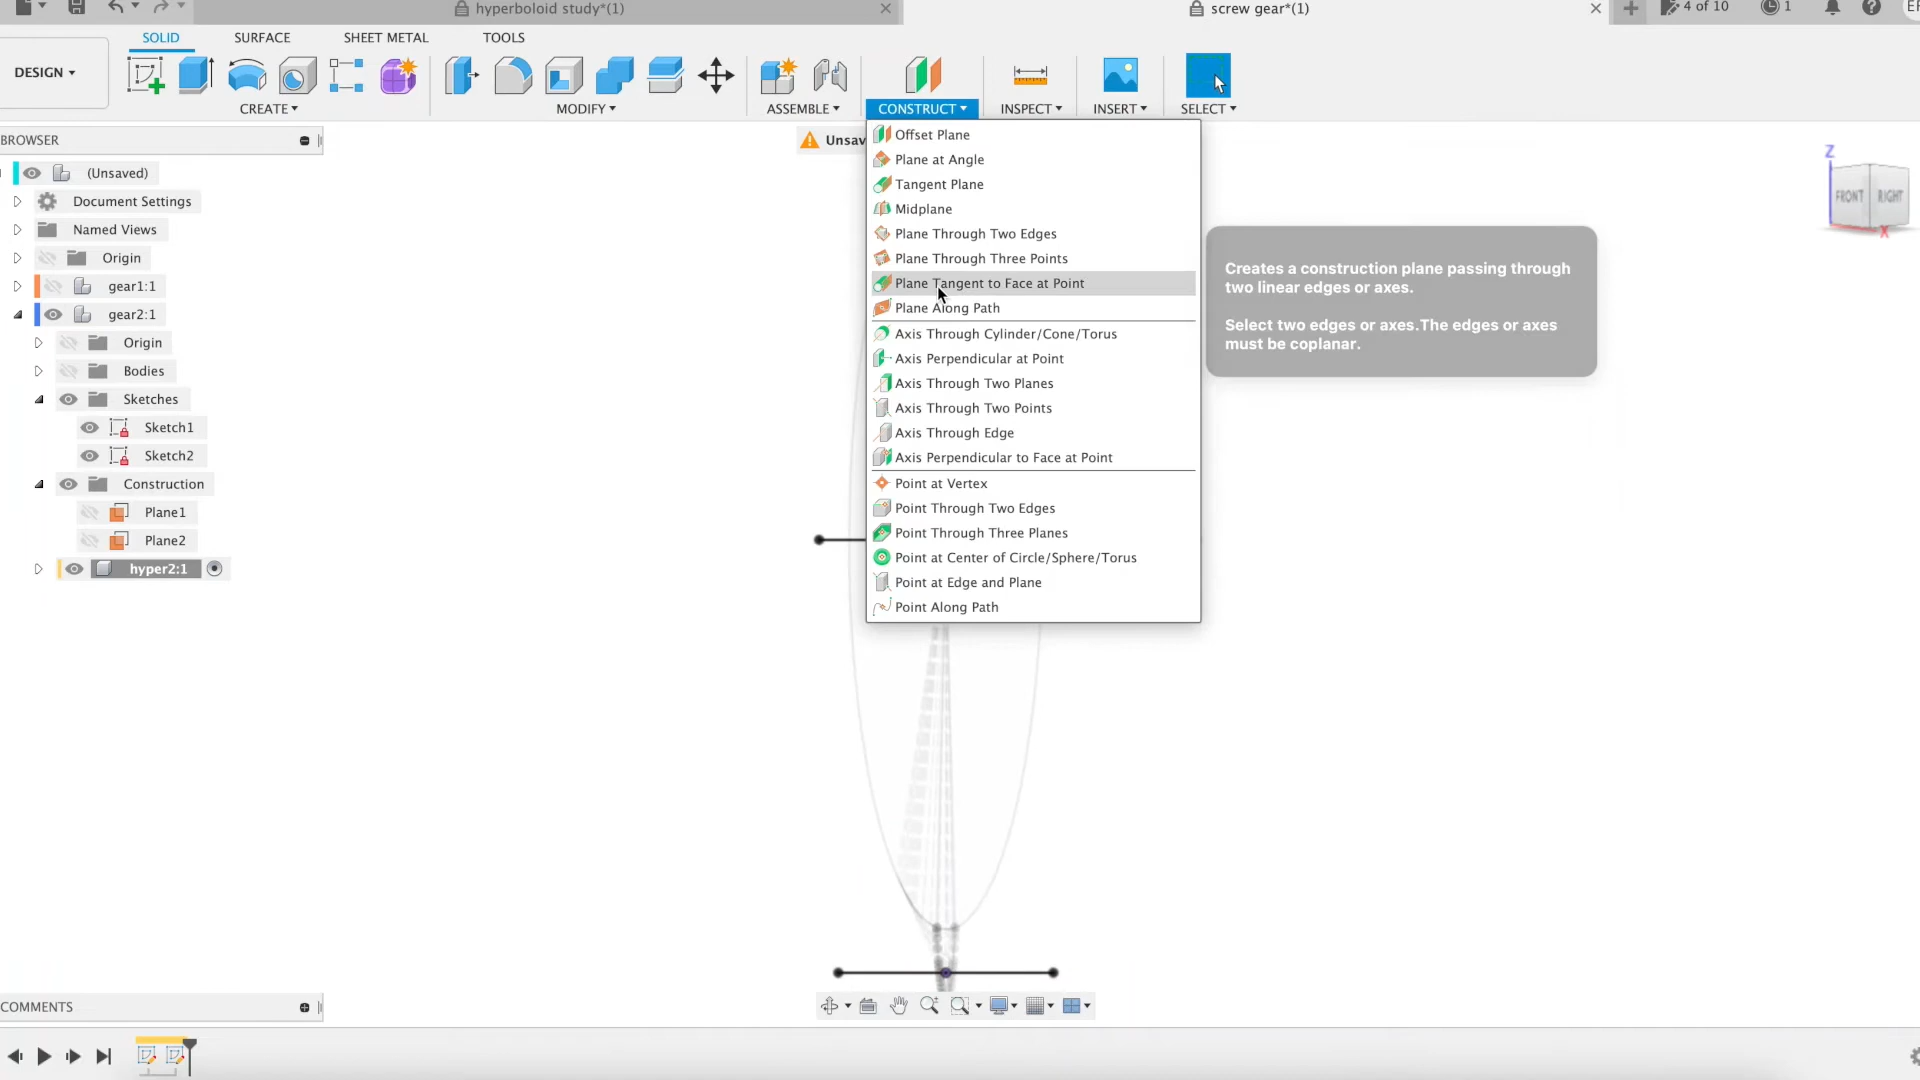 hyperboloid study*(1)
screw gear*(1)
4 of 10
1
SOLID
SURFACE
SHEET METAL
TOOLS
DESIGN
CREATE
MODIFY
ASSEMBLE
CONSTRUCT
INSPECT
INSERT
SELECT
BROWSER
Unsav
(Unsaved)
Document Settings
Named Views
Origin
gear1:1
gear2:1
Origin
Bodies
Sketches
Sketch1
Sketch2
Construction
Plane1
Plane2
hyper2:1
Offset Plane
Plane at Angle
Tangent Plane
Midplane
Plane Through Two Edges
Plane Through Three Points
Plane Tangent to Face at Point
Plane Along Path
Axis Through Cylinder/Cone/Torus
Axis Perpendicular at Point
Axis Through Two Planes
Axis Through Two Points
Axis Through Edge
Axis Perpendicular to Face at Point
Point at Vertex
Point Through Two Edges
Point Through Three Planes
Point at Center of Circle/Sphere/Torus
Point at Edge and Plane
Point Along Path
Creates a construction plane passing through
two linear edges or axes.
Select two edges or axes.The edges or axes
must be coplanar.
Z
FRONT
RIGHT
X
COMMENTS